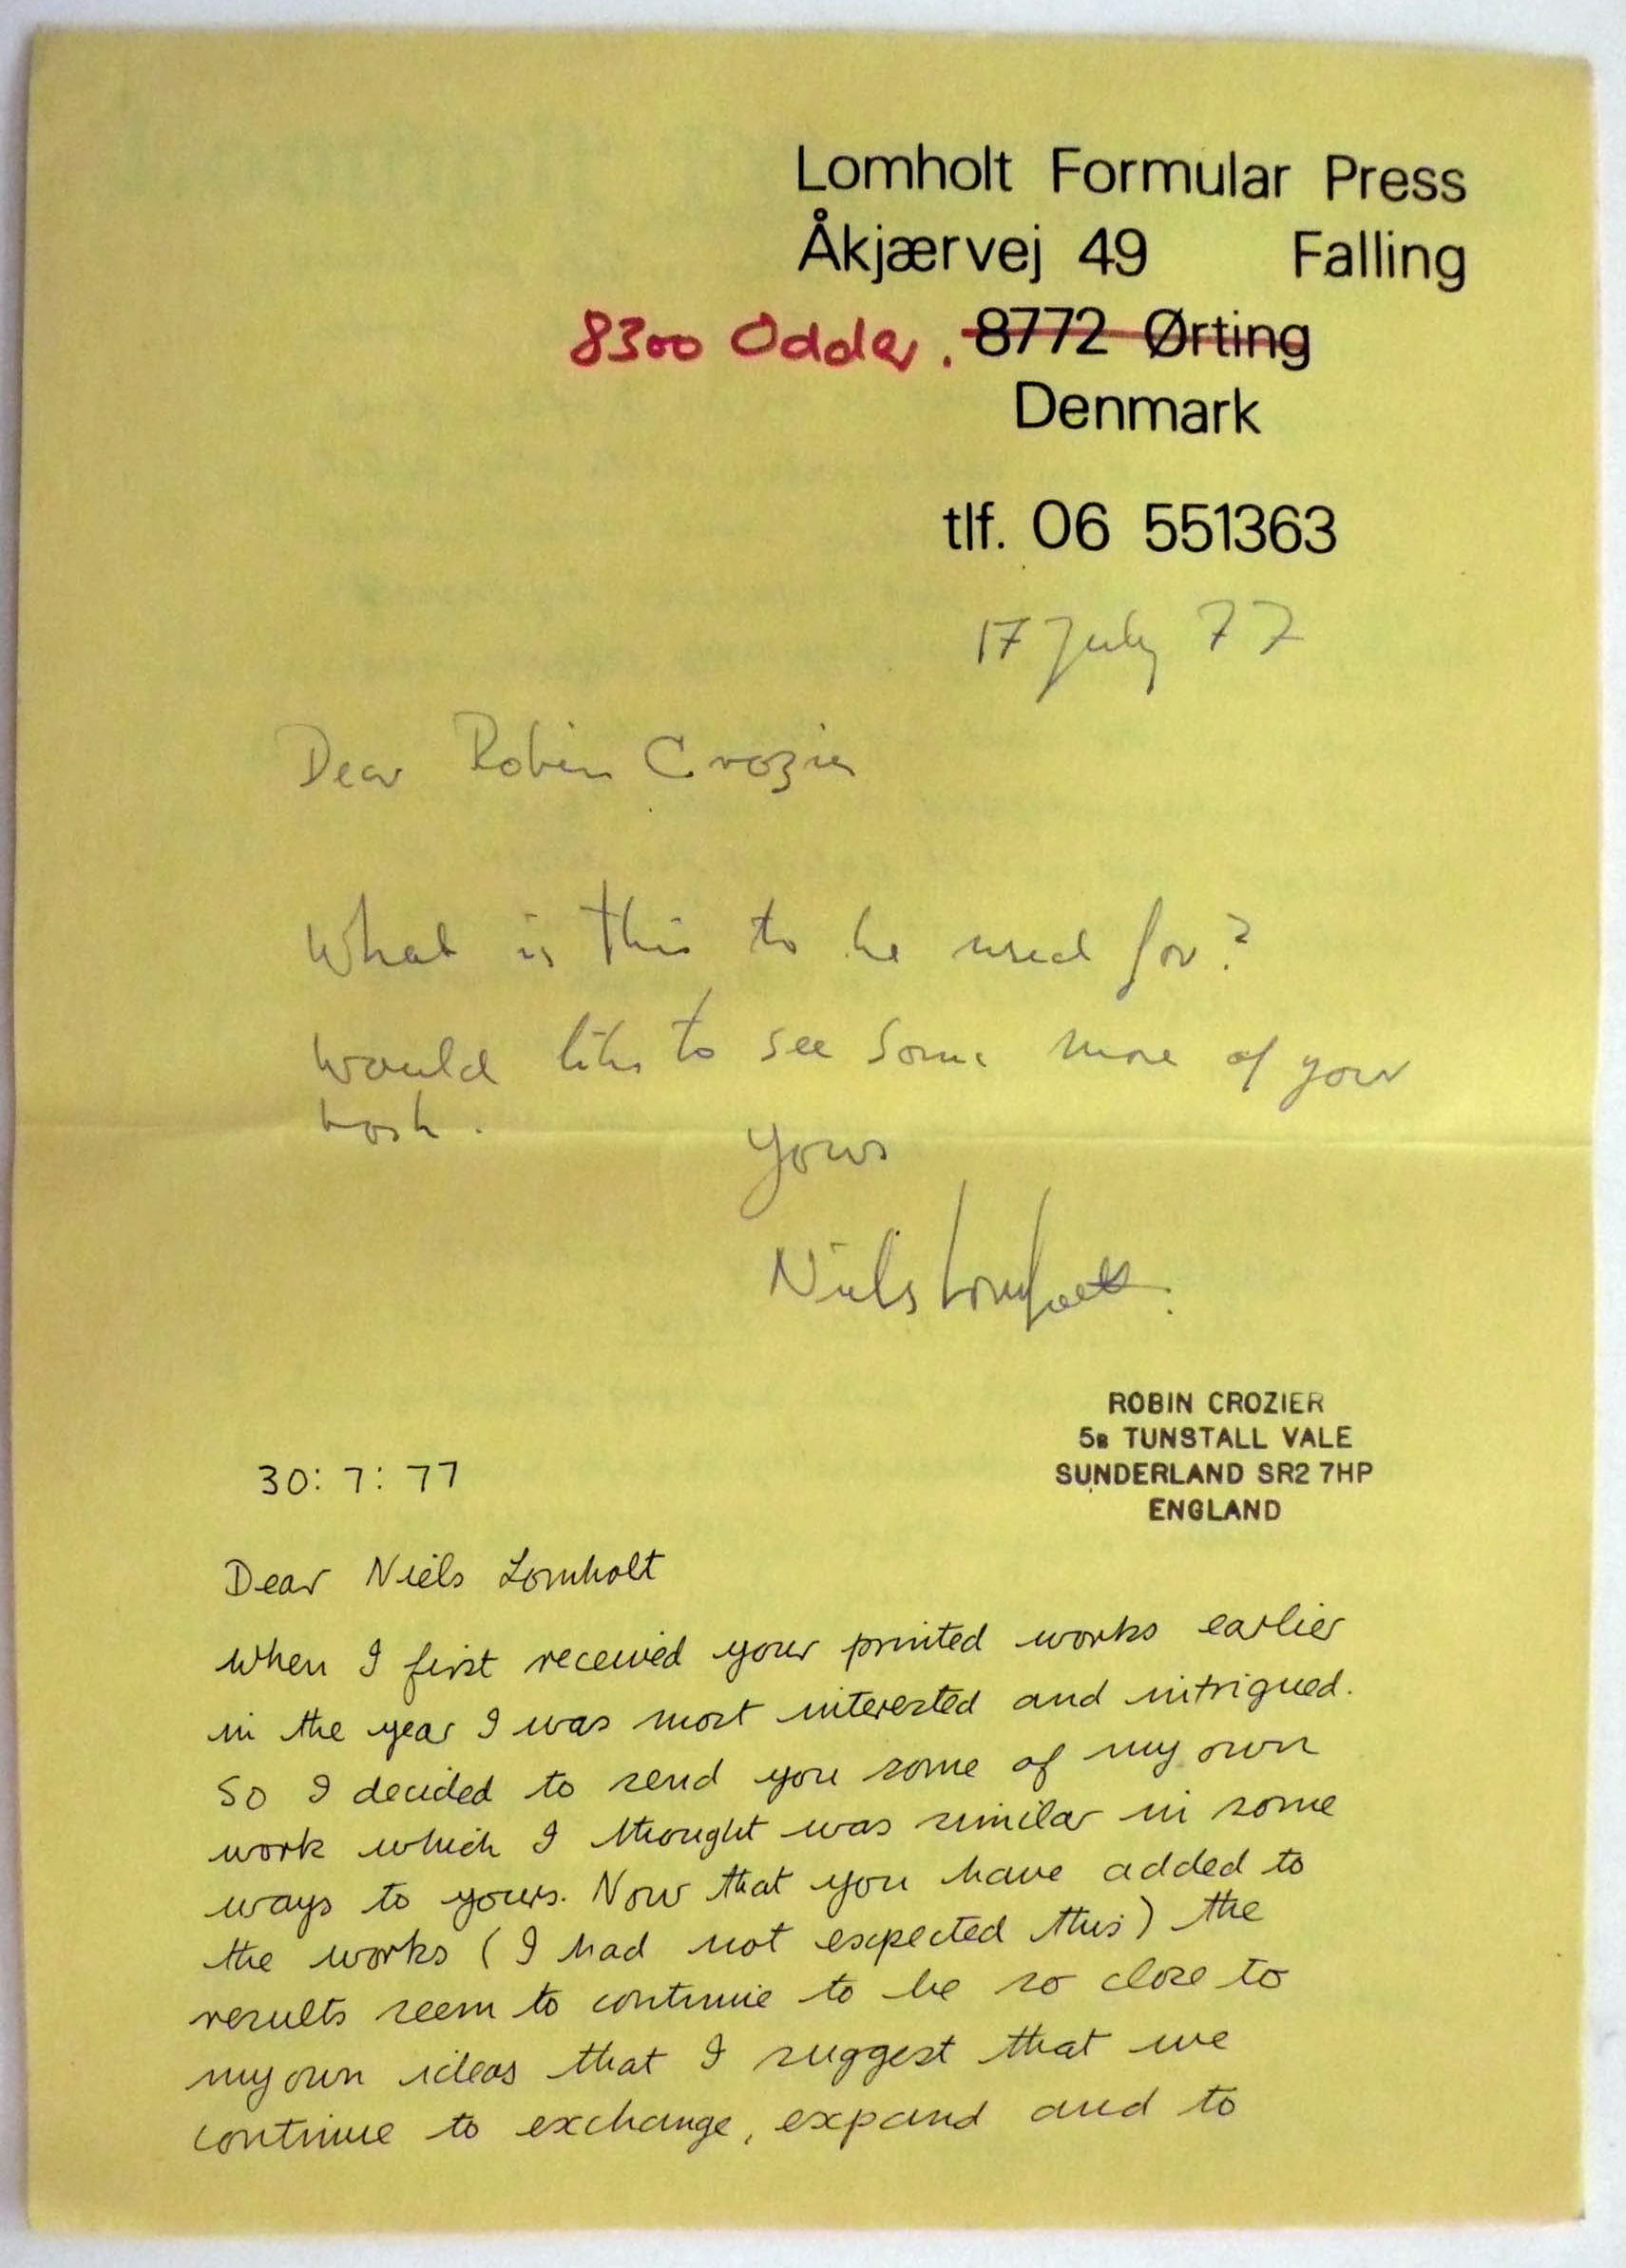 Lomholt Formular Press
Åkjærvej 49 Falling
8300 Odder. 8772 Ørting
Denmark
tlf. 06 551363
17 July 77
Dear Robin Crozier
What is this to be used for?
Would like to see some more of your
work.
Yours
Niels Lomholt.
ROBIN CROZIER
5B TUNSTALL VALE
SUNDERLAND SR2 7HP
ENGLAND
30:7:77
Dear Niels Lomholt
When I first received your printed works earlier
in the year I was most interested and intrigued.
So I decided to send you some of my own
work which I thought was similar in some
ways to yours. Now that you have added to
the works (I had not expected this) the
results seem to continue to be so close to
my own ideas that I suggest that we
continue to exchange, expand and to